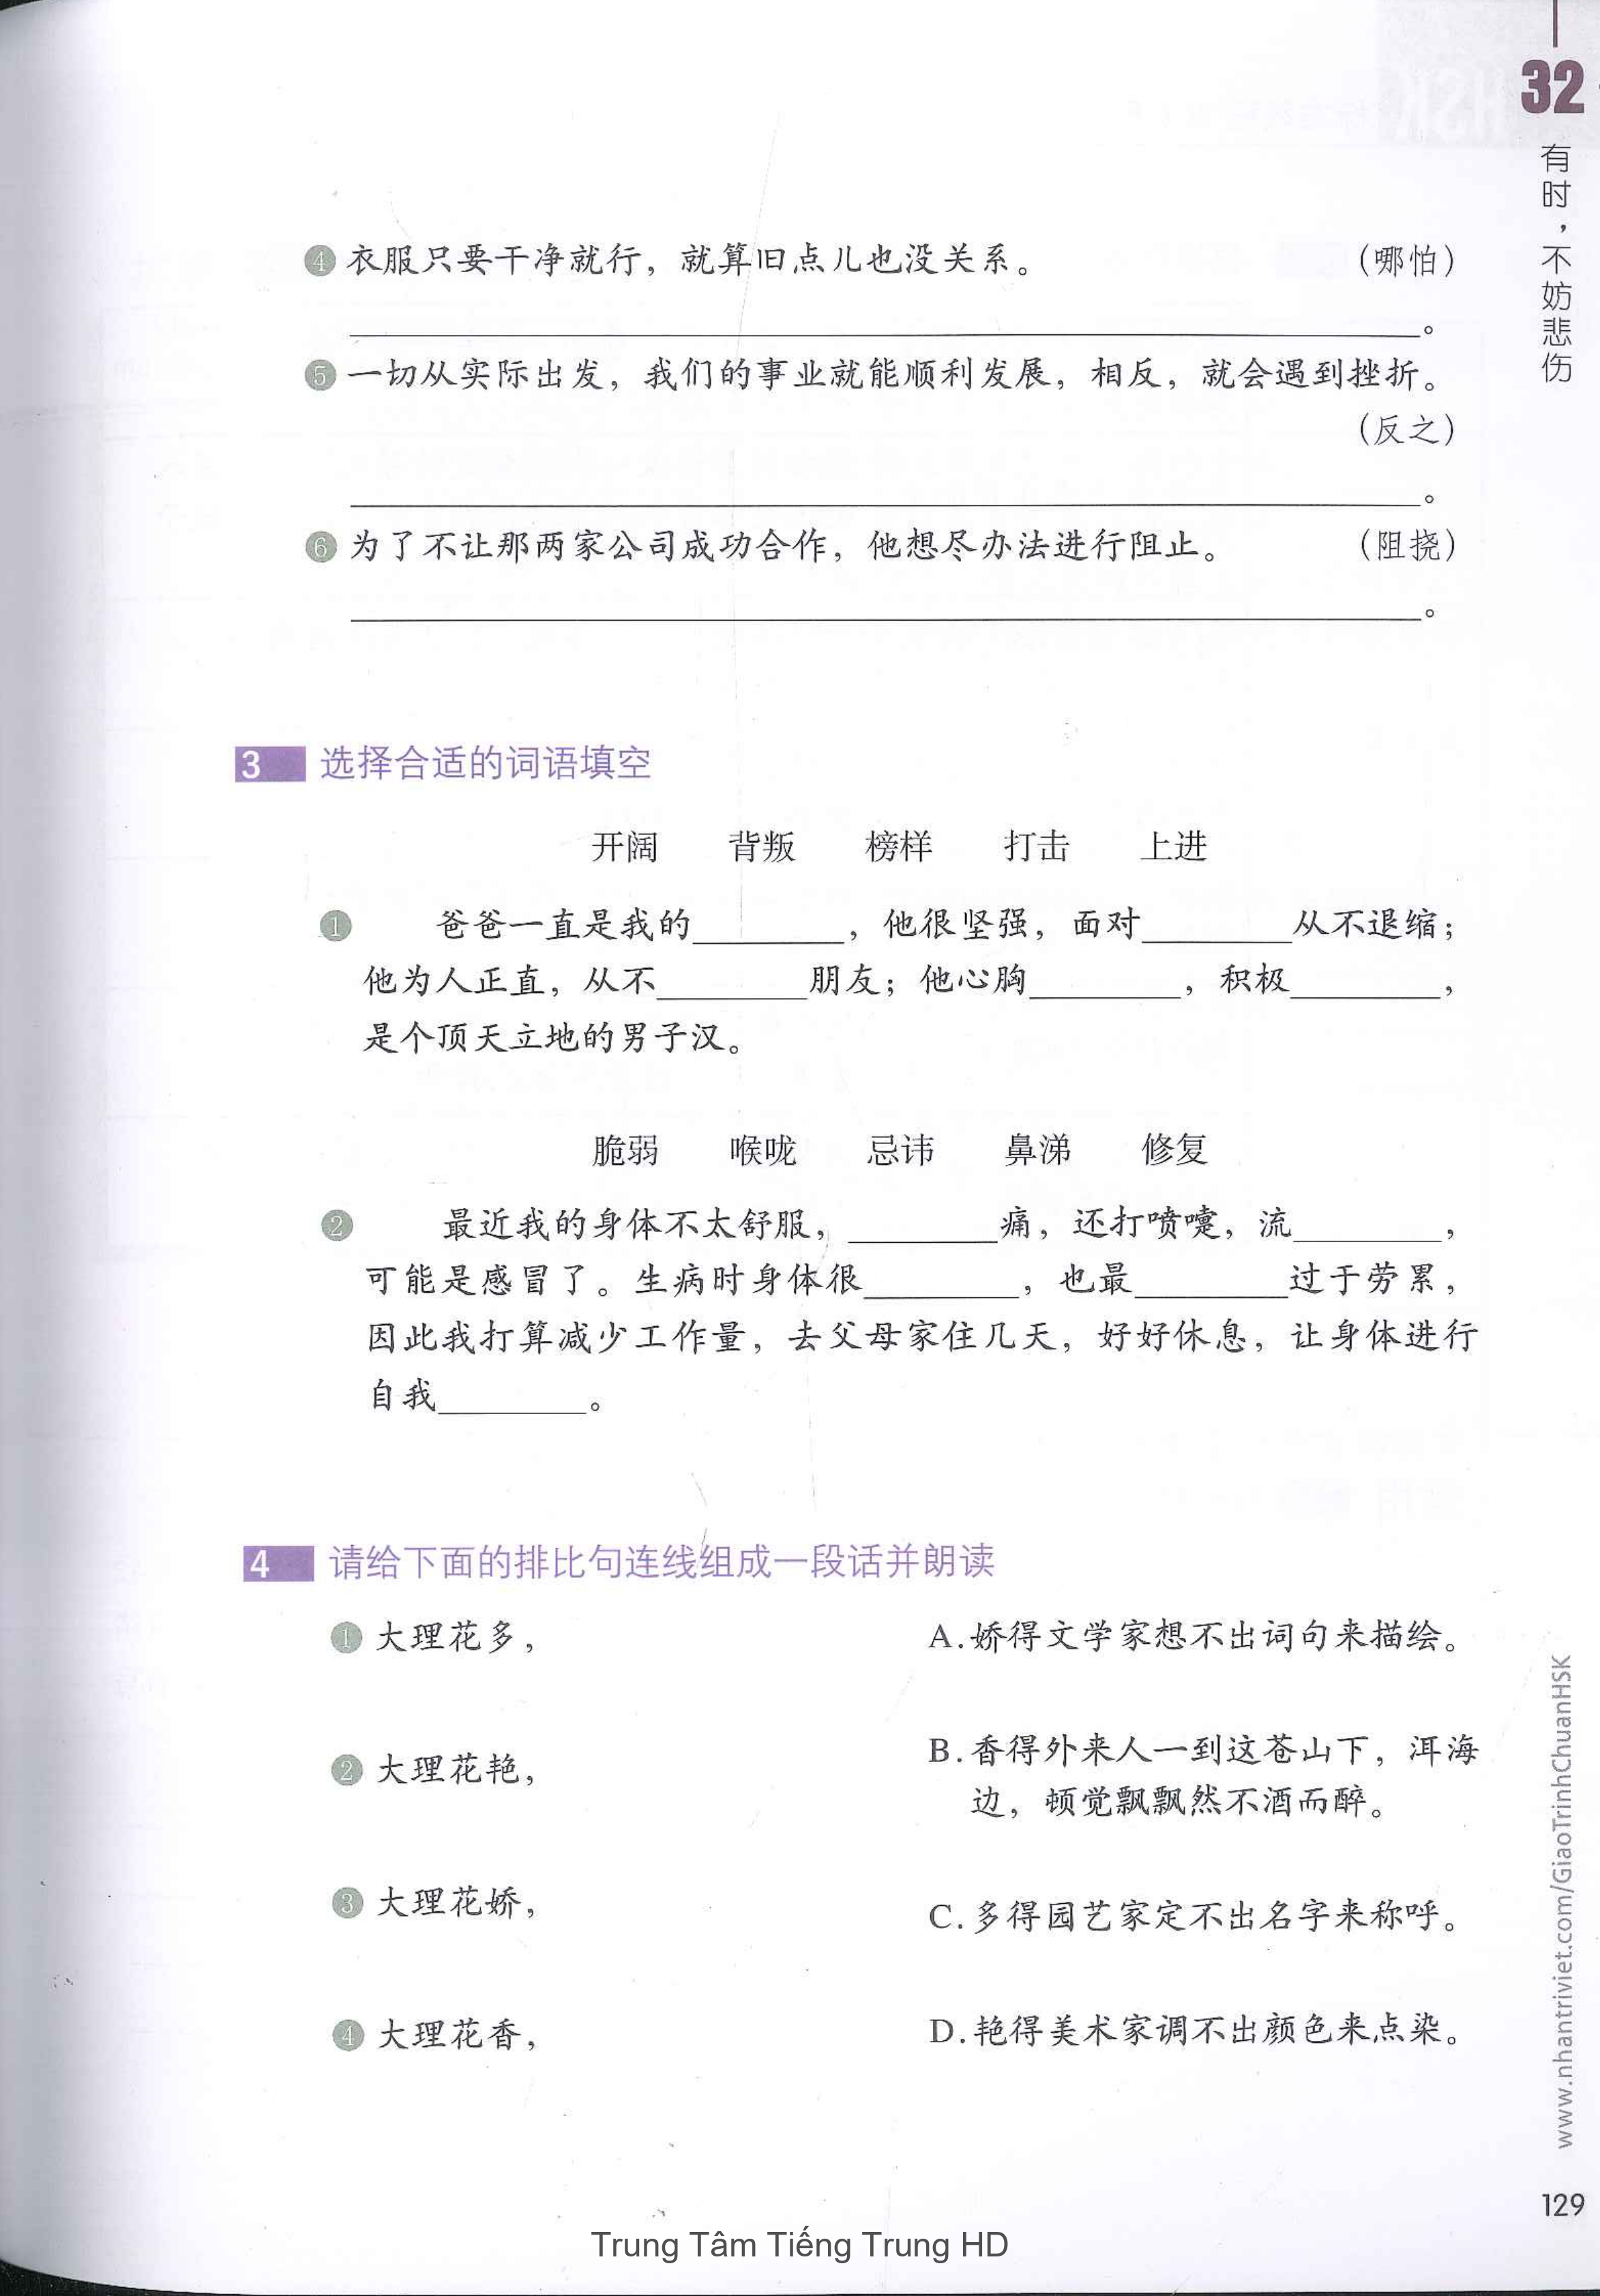 32
有时，不妨悲伤
4 衣服只要干净就行，就算旧点儿也没关系。 （哪怕）
。
5 一切从实际出发，我们的事业就能顺利发展，相反，就会遇到挫折。
（反之）
。
6 为了不让那两家公司成功合作，他想尽办法进行阻止。 （阻挠）
。
3 选择合适的词语填空
开阔 背叛 榜样 打击 上进
1 爸爸一直是我的________，他很坚强，面对________从不退缩；
他为人正直，从不________朋友；他心胸________，积极________，
是个顶天立地的男子汉。
脆弱 喉咙 忌讳 鼻涕 修复
2 最近我的身体不太舒服，________痛，还打喷嚏，流________，
可能是感冒了。生病时身体很________，也最________过于劳累，
因此我打算减少工作量，去父母家住几天，好好休息，让身体进行
自我________。
4 请给下面的排比句连线组成一段话并朗读
1 大理花多， A.娇得文学家想不出词句来描绘。
2 大理花艳， B.香得外来人一到这苍山下，洱海
边，顿觉飘飘然不酒而醉。
3 大理花娇， C.多得园艺家定不出名字来称呼。
4 大理花香， D.艳得美术家调不出颜色来点染。
www.nhantriviet.com/GiaoTrinhChuanHSK
129
Trung Tâm Tiếng Trung HD